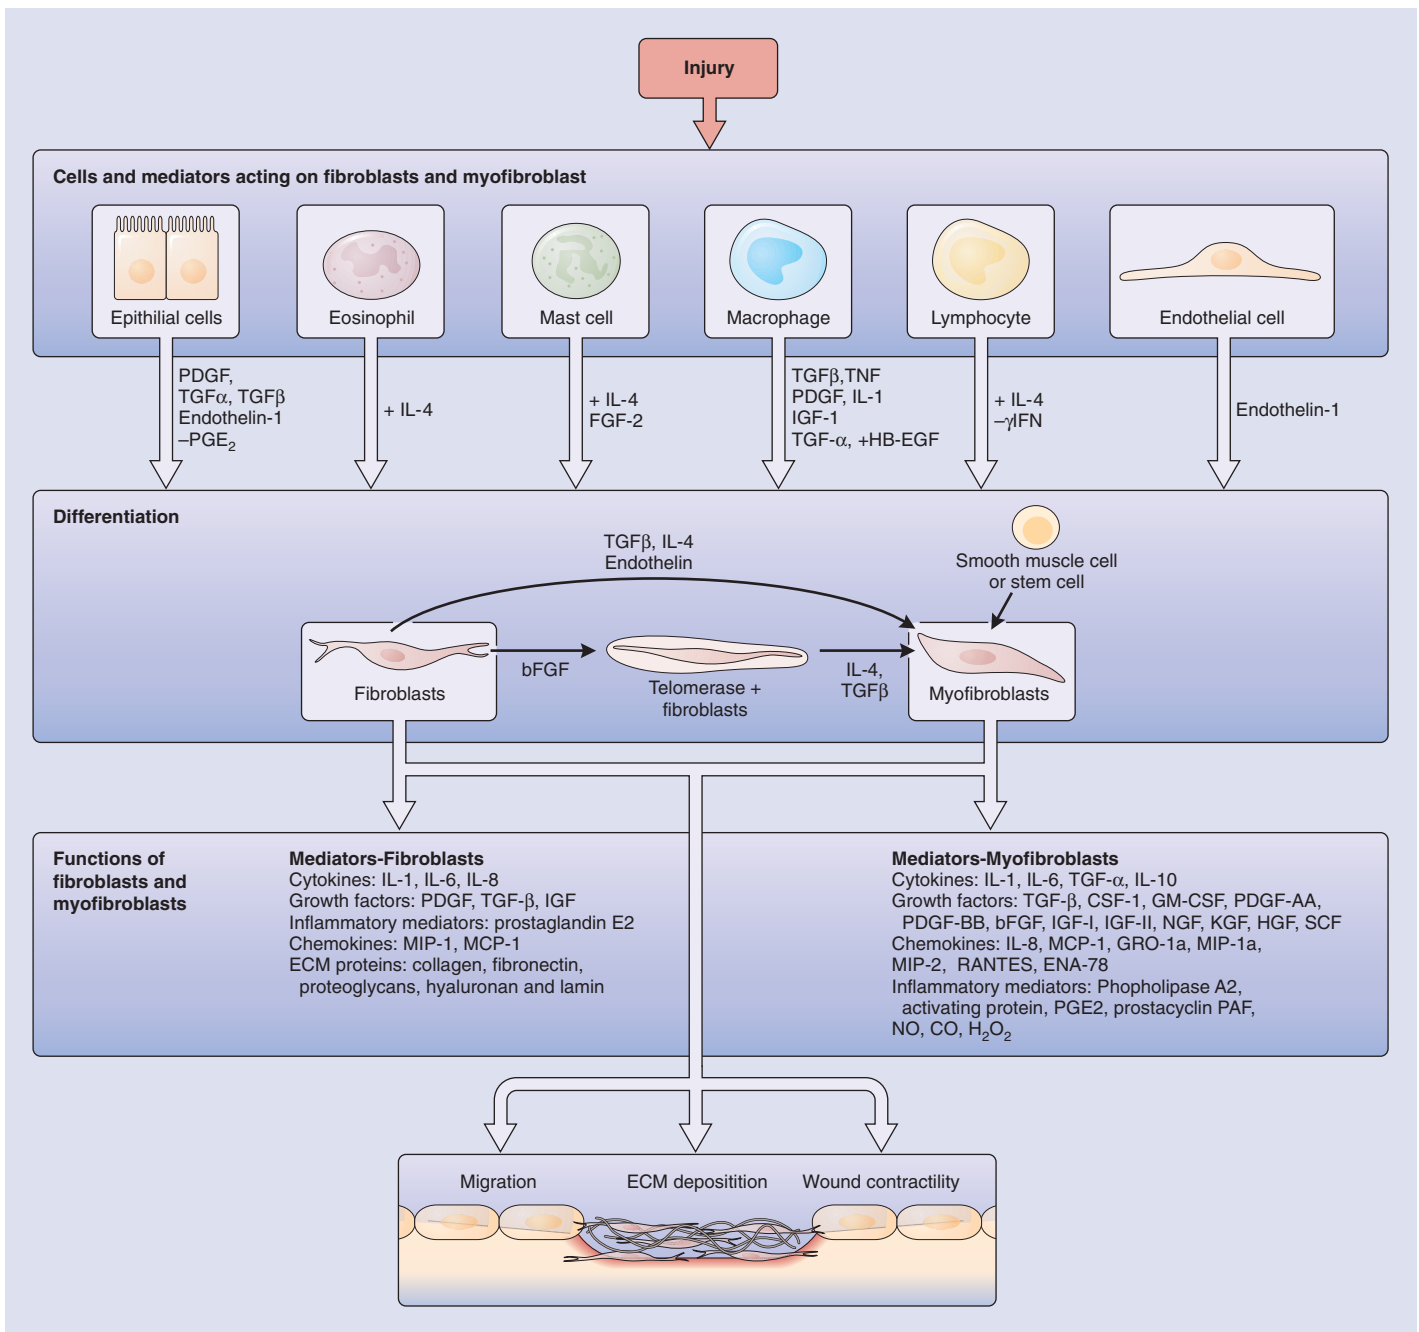 Injury
Cells and mediators acting on fibroblasts and myofibroblast
Epithilial cells
Eosinophil
Mast cell
Macrophage
Lymphocyte
Endothelial cell
PDGF,
TGFα, TGFβ
Endothelin-1
–PGE₂
+ IL-4
+ IL-4
FGF-2
TGFβ,TNF
PDGF, IL-1
IGF-1
TGF-α, +HB-EGF
+ IL-4
–γIFN
Endothelin-1
Differentiation
TGFβ, IL-4
Endothelin
Smooth muscle cell
or stem cell
Fibroblasts
bFGF
Telomerase +
fibroblasts
IL-4,
TGFβ
Myofibroblasts
Functions of
fibroblasts and
myofibroblasts
Mediators-Fibroblasts
Cytokines: IL-1, IL-6, IL-8
Growth factors: PDGF, TGF-β, IGF
Inflammatory mediators: prostaglandin E2
Chemokines: MIP-1, MCP-1
ECM proteins: collagen, fibronectin,
proteoglycans, hyaluronan and lamin
Mediators-Myofibroblasts
Cytokines: IL-1, IL-6, TGF-α, IL-10
Growth factors: TGF-β, CSF-1, GM-CSF, PDGF-AA,
PDGF-BB, bFGF, IGF-I, IGF-II, NGF, KGF, HGF, SCF
Chemokines: IL-8, MCP-1, GRO-1a, MIP-1a,
MIP-2, RANTES, ENA-78
Inflammatory mediators: Phopholipase A2,
activating protein, PGE2, prostacyclin PAF,
NO, CO, H₂O₂
Migration
ECM depositition
Wound contractility